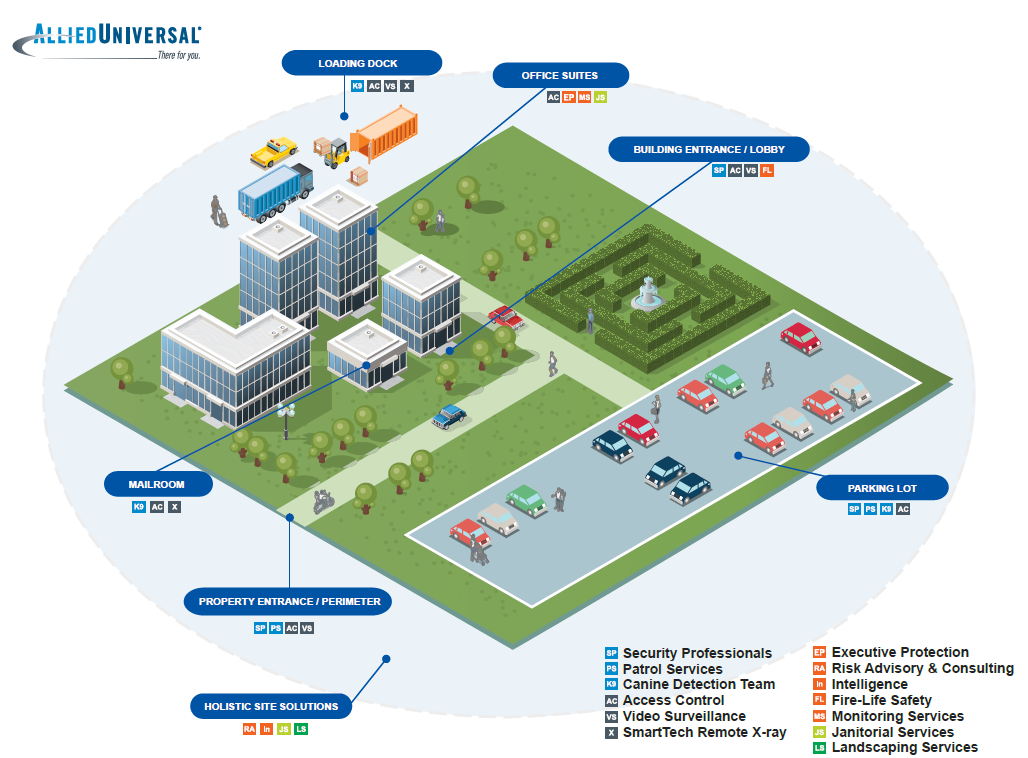 ALLIEDUNIVERSAL®
There for you.
LOADING DOCK
K9 AC VS X
OFFICE SUITES
AC EP MS JS
BUILDING ENTRANCE / LOBBY
SP AC VS FL
MAILROOM
K9 AC X
PARKING LOT
SP PS K9 AC
PROPERTY ENTRANCE / PERIMETER
SP PS AC VS
HOLISTIC SITE SOLUTIONS
RA In JS LS
SP Security Professionals
PS Patrol Services
K9 Canine Detection Team
AC Access Control
VS Video Surveillance
X SmartTech Remote X-ray
EP Executive Protection
RA Risk Advisory & Consulting
In Intelligence
FL Fire-Life Safety
MS Monitoring Services
JS Janitorial Services
LS Landscaping Services